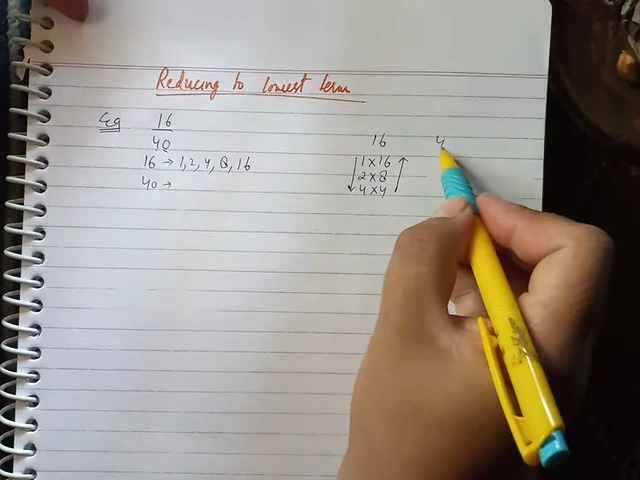 Reducing to lowest term
Eg 16/40
16 → 1, 2, 4, 8, 16
40 →
16
1 x 16
2 x 8
4 x 4
4